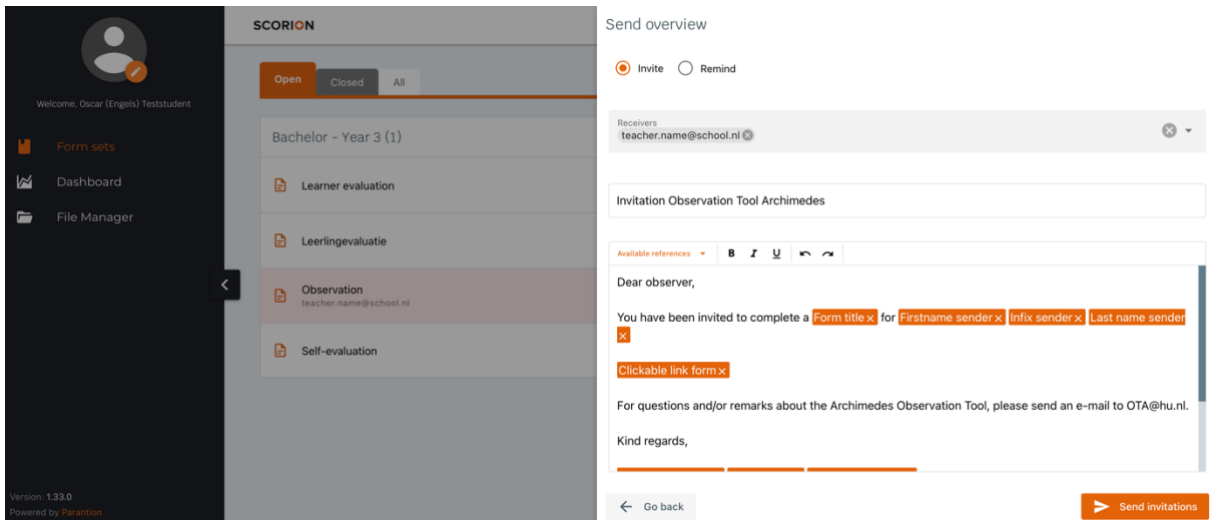 Welcome, Oscar (Engels) Teststudent
Form sets
Dashboard
File Manager
Version: 1.33.0
Powered by Parantion
SCORION
Open
Closed
All
Bachelor - Year 3 (1)
Learner evaluation
Leerlingevaluatie
Observation
teacher.name@school.nl
Self-evaluation
Send overview
Invite
Remind
Receivers
teacher.name@school.nl
Invitation Observation Tool Archimedes
Available references
B I U
Dear observer,
You have been invited to complete a Form title × for Firstname sender × Infix sender × Last name sender
×
Clickable link form ×
For questions and/or remarks about the Archimedes Observation Tool, please send an e-mail to OTA@hu.nl.
Kind regards,
Go back
Send invitations